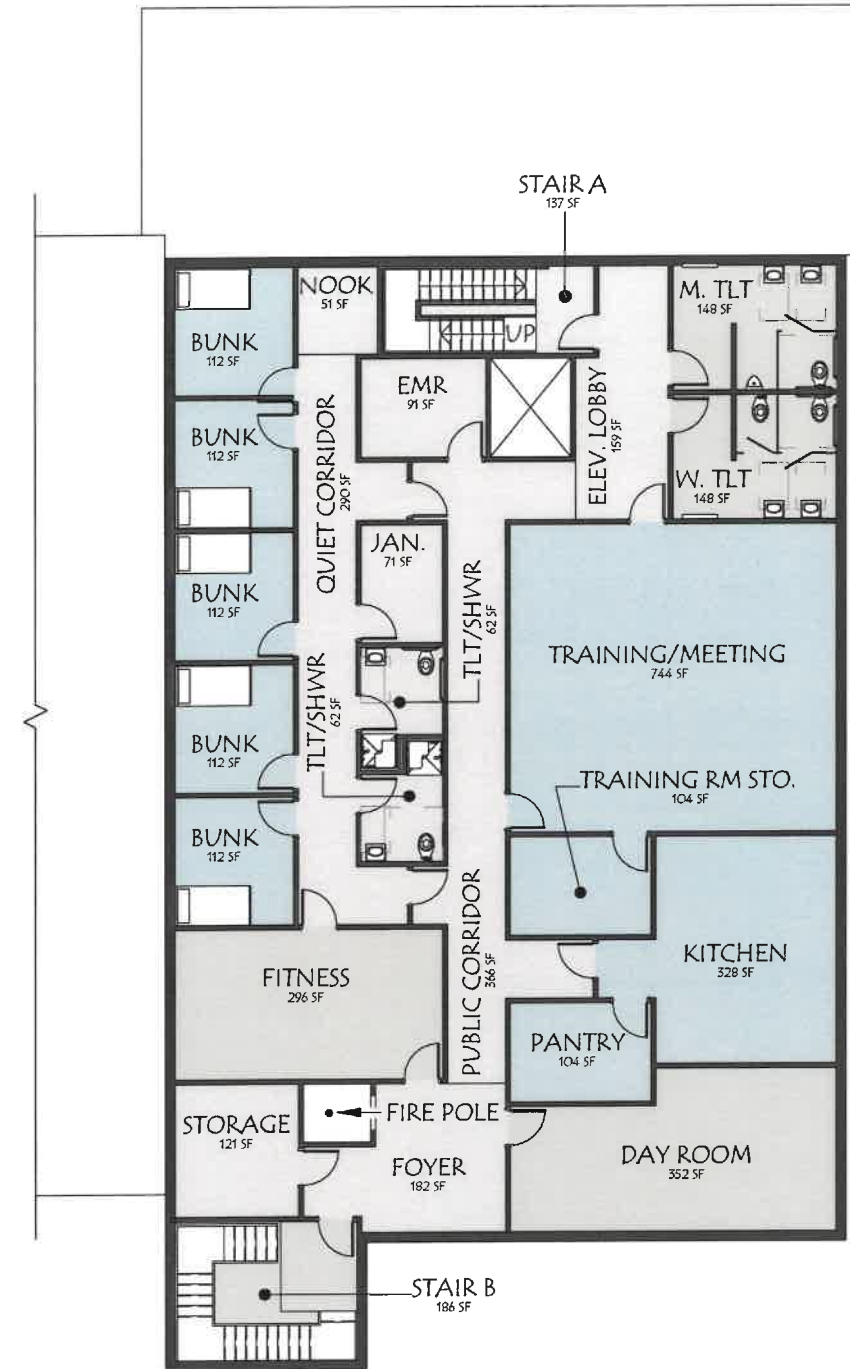 STAIR A
137 SF
NOOK
51 SF
UP
M. TLT
148 SF
BUNK
112 SF
EMR
91 SF
ELEV. LOBBY
159 SF
BUNK
112 SF
QUIET CORRIDOR
290 SF
W. TLT
148 SF
JAN.
71 SF
BUNK
112 SF
TLT/SHWR
62 SF
TRAINING/MEETING
744 SF
TLT/SHWR
62 SF
BUNK
112 SF
TRAINING RM STO.
104 SF
BUNK
112 SF
PUBLIC CORRIDOR
366 SF
KITCHEN
328 SF
FITNESS
296 SF
PANTRY
104 SF
FIRE POLE
STORAGE
121 SF
FOYER
182 SF
DAY ROOM
352 SF
STAIR B
186 SF